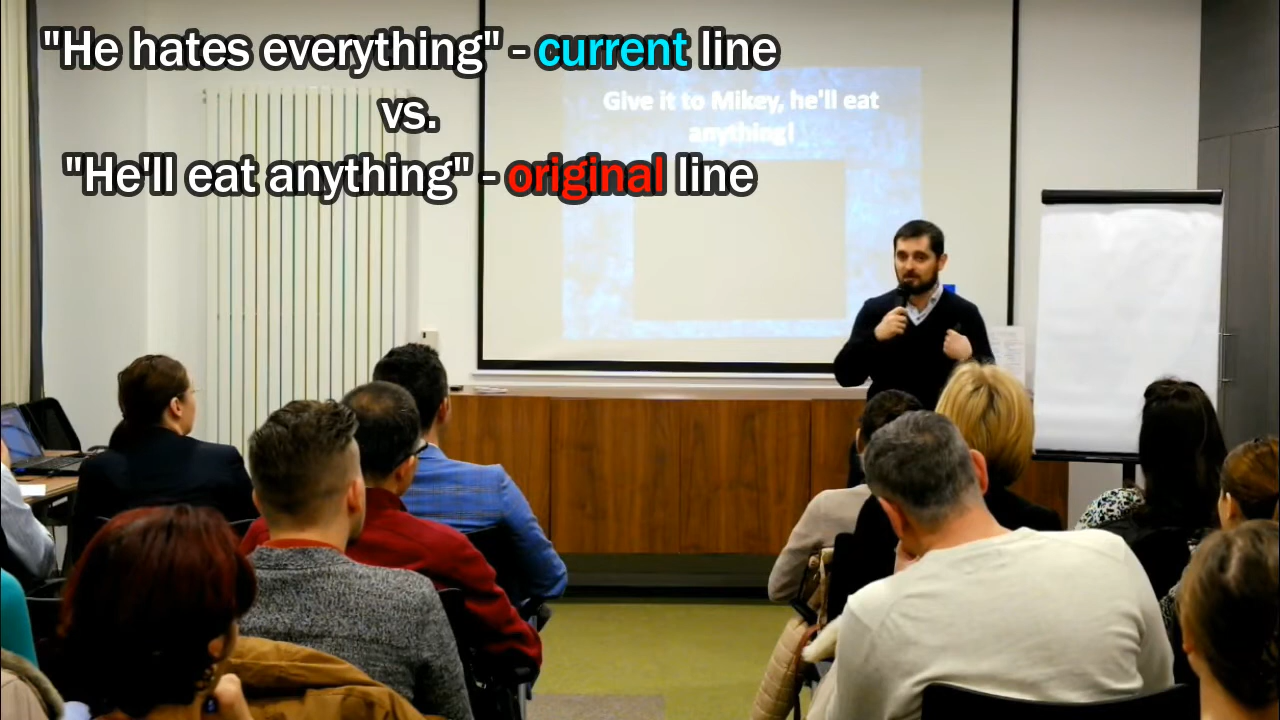 "He hates everything" - current line
vs.
"He'll eat anything" - original line
Give it to Mikey, he'll eat
anything!